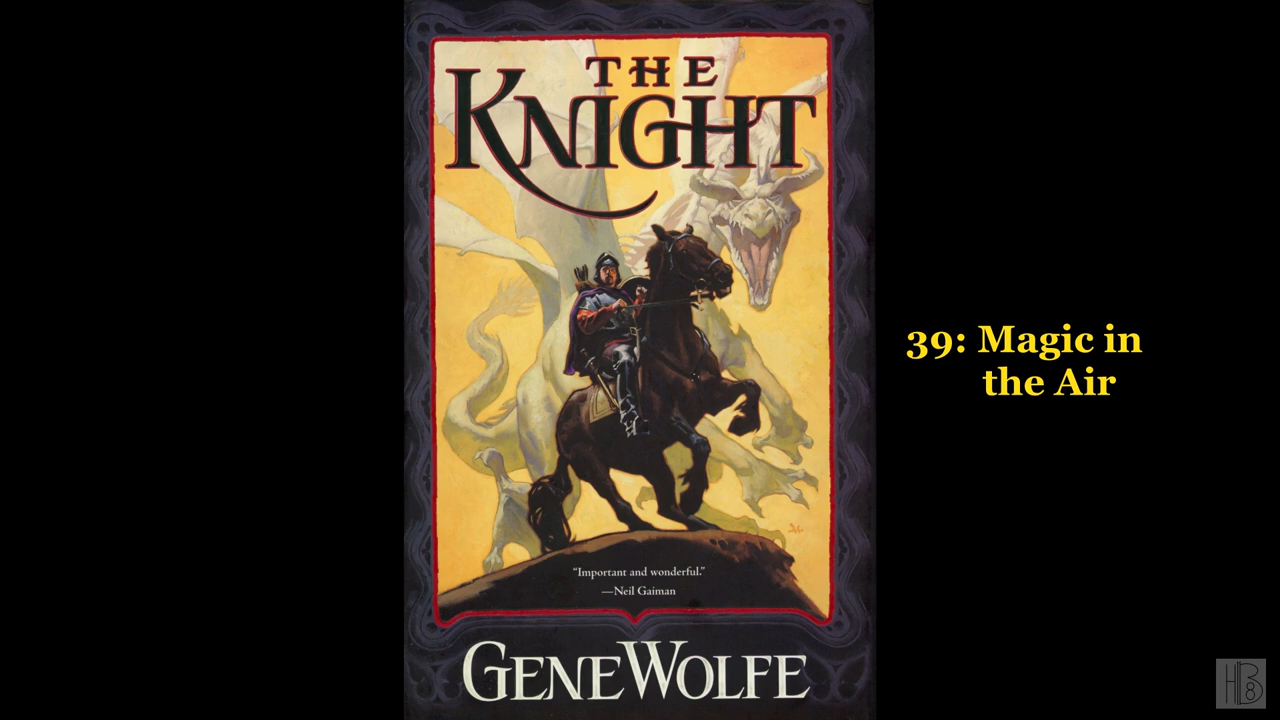 THE
KNIGHT
39: Magic in
the Air
“Important and wonderful.”
—Neil Gaiman
GENE WOLFE